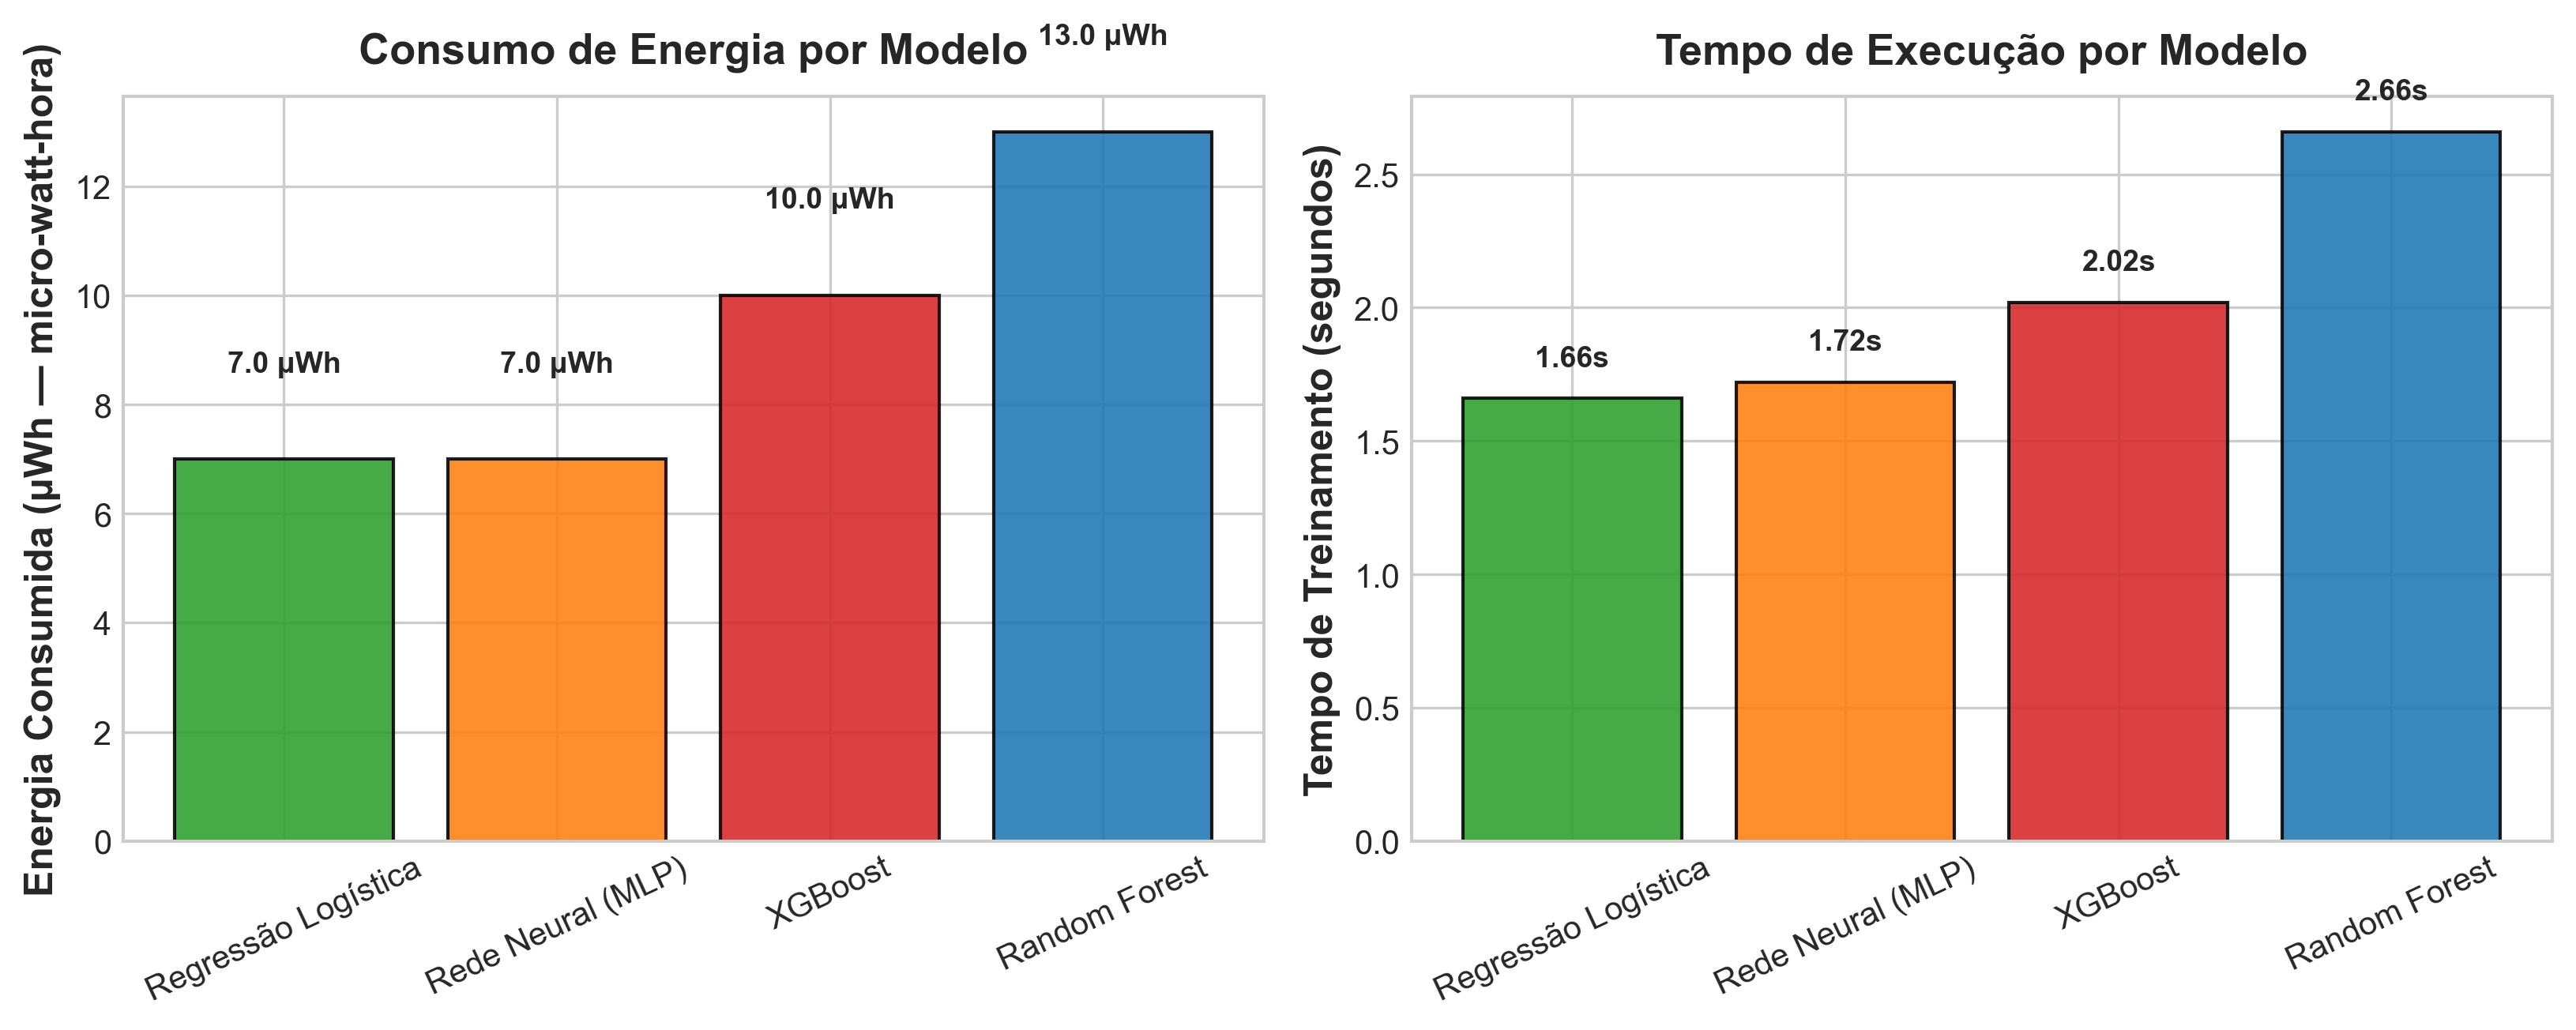 Consumo de Energia por Modelo
13.0 µWh
Energia Consumida (µWh — micro-watt-hora)
12
10
8
6
4
2
0
7.0 µWh
7.0 µWh
10.0 µWh
Regressão Logística
Rede Neural (MLP)
XGBoost
Random Forest
Tempo de Execução por Modelo
Tempo de Treinamento (segundos)
2.5
2.0
1.5
1.0
0.5
0.0
1.66s
1.72s
2.02s
2.66s
Regressão Logística
Rede Neural (MLP)
XGBoost
Random Forest